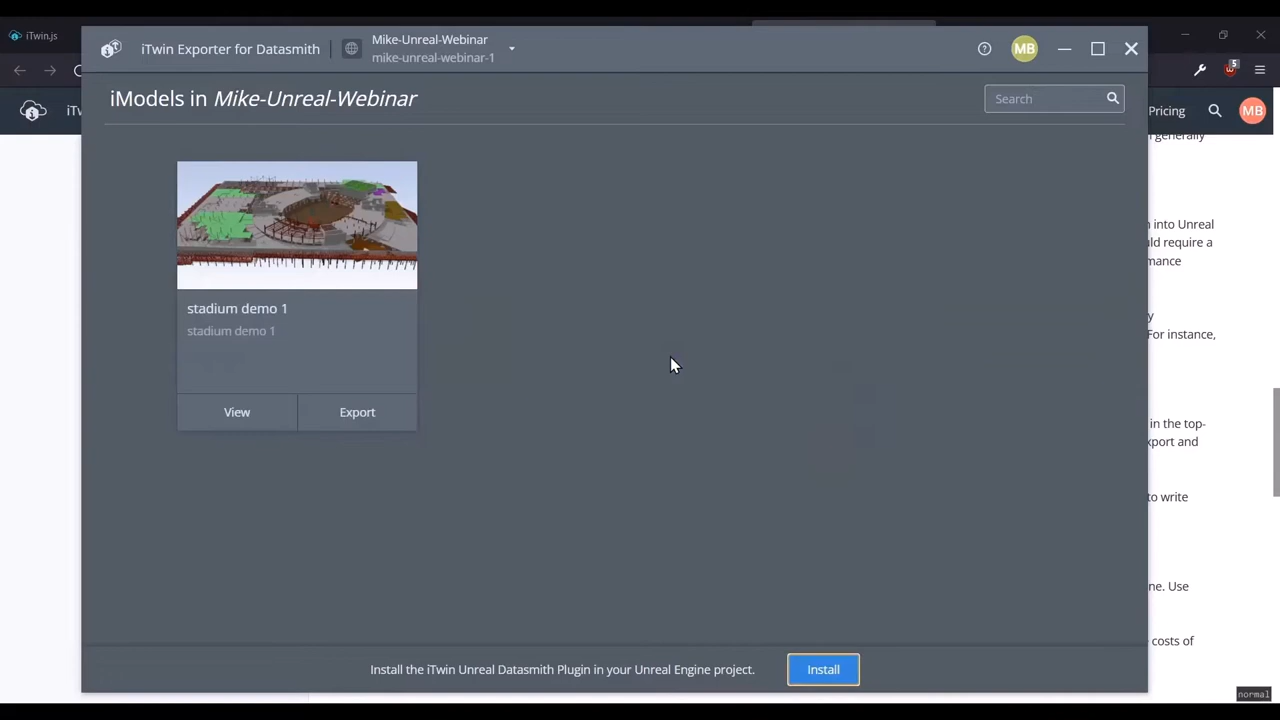 iTwin.js
iTwin Exporter for Datasmith
Mike-Unreal-Webinar
mike-unreal-webinar-1
MB
5
iModels in Mike-Unreal-Webinar
Search
iTw
Pricing
MB
generally
stadium demo 1
stadium demo 1
View
Export
into Unreal
uld require a
mance
y
For instance,
in the top-
xport and
to write
ne. Use
costs of
Install the iTwin Unreal Datasmith Plugin in your Unreal Engine project.
Install
normal